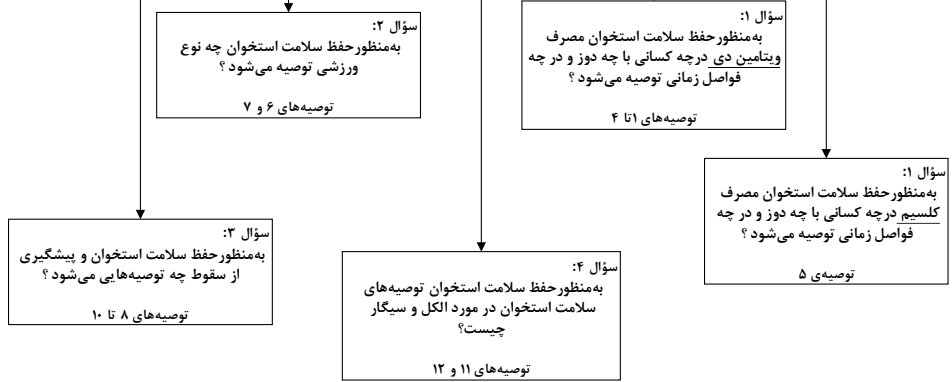 سؤال ۱:
به‌منظورحفظ سلامت استخوان مصرف
ویتامین دی درچه کسانی با چه دوز و در چه
فواصل زمانی توصیه می‌شود ؟
توصیه‌های ۱تا ۴
سؤال ۱:
به‌منظورحفظ سلامت استخوان مصرف
کلسیم درچه کسانی با چه دوز و در چه
فواصل زمانی توصیه می‌شود ؟
توصیه‌ی ۵
سؤال ۲:
به‌منظورحفظ سلامت استخوان چه نوع
ورزشی توصیه می‌شود ؟
توصیه‌های ۶ و ۷
سؤال ۳:
به‌منظورحفظ سلامت استخوان و پیشگیری
از سقوط چه توصیه‌هایی می‌شود ؟
توصیه‌های ۸ تا ۱۰
سؤال ۴:
به‌منظورحفظ سلامت استخوان توصیه‌های
سلامت استخوان در مورد الکل و سیگار
چیست؟
توصیه‌های ۱۱ و ۱۲